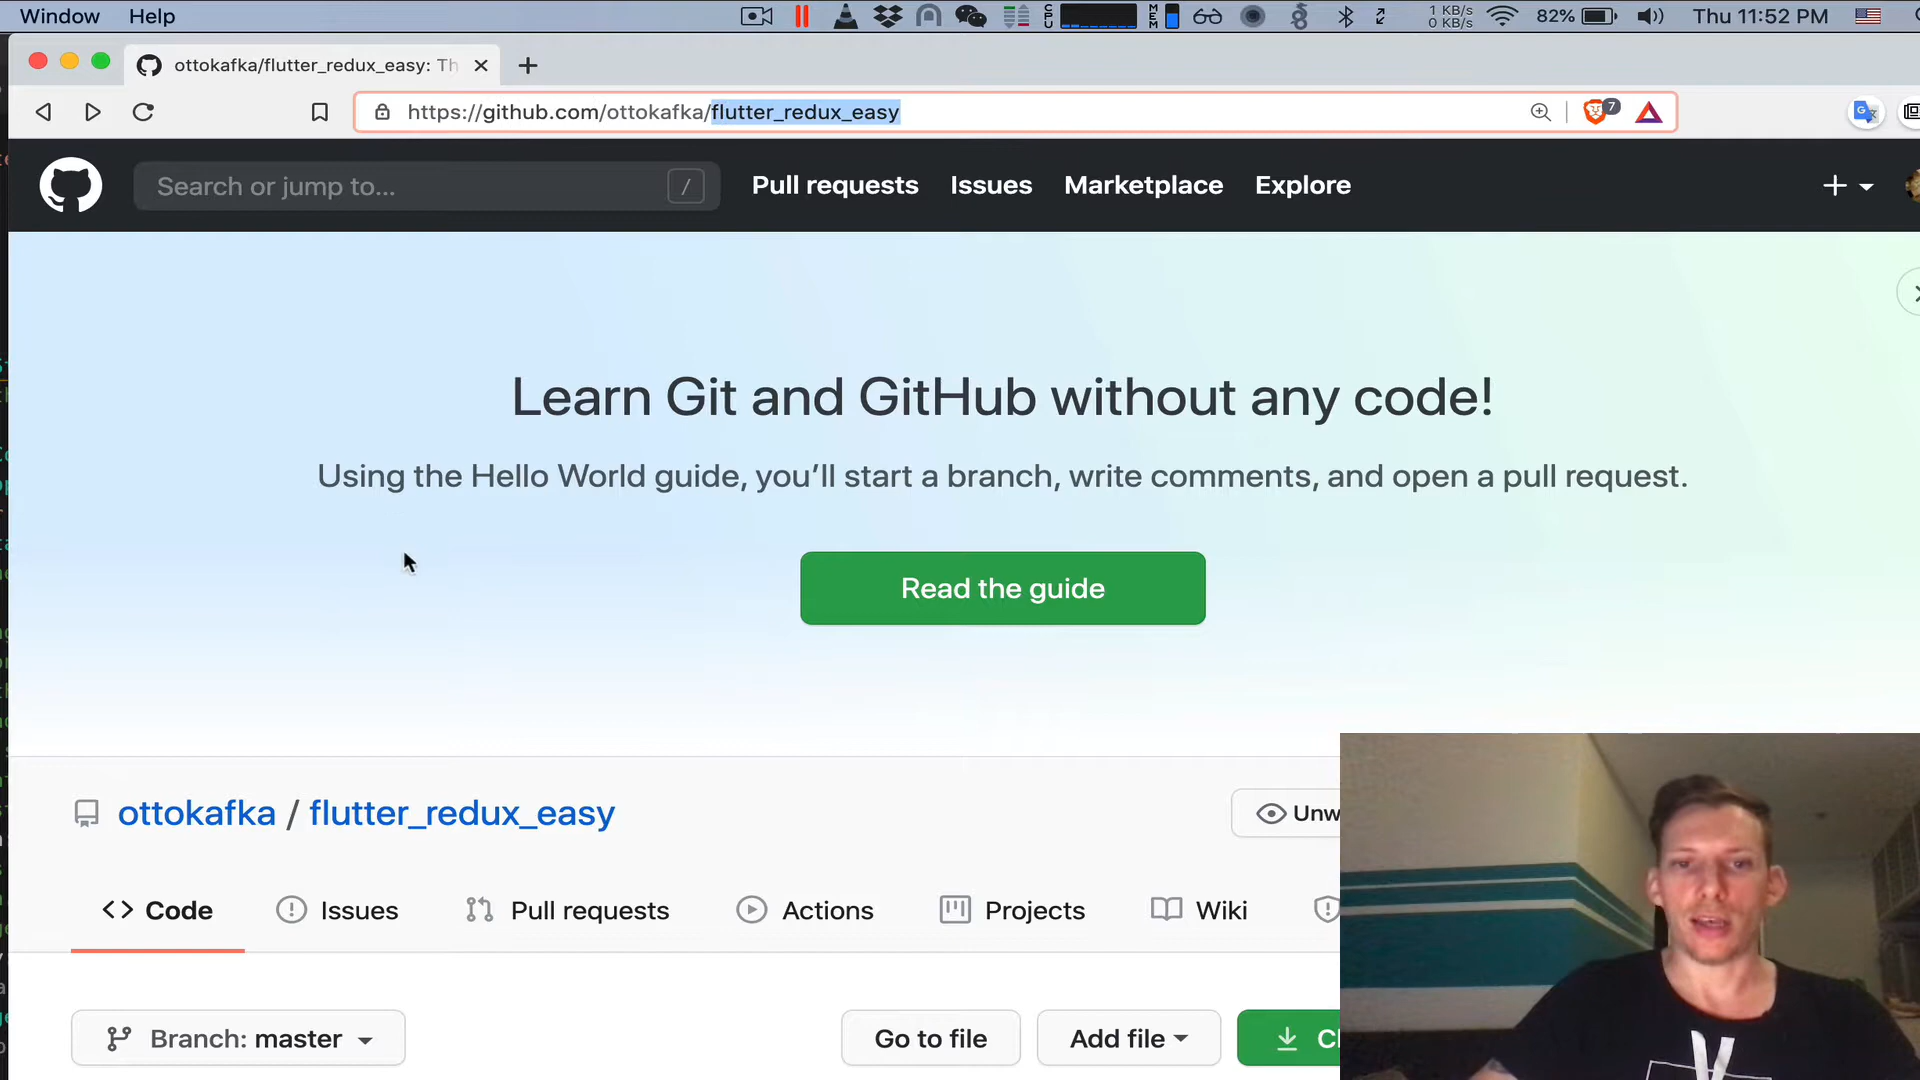 Window Help CPU MEM 1 KB/s 0 KB/s 82% Thu 11:52 PM
ottokafka/flutter_redux_easy: Th
https://github.com/ottokafka/flutter_redux_easy 7
Search or jump to... / Pull requests Issues Marketplace Explore
Learn Git and GitHub without any code!
Using the Hello World guide, you’ll start a branch, write comments, and open a pull request.
Read the guide
ottokafka / flutter_redux_easy Unw
Code Issues Pull requests Actions Projects Wiki
Branch: master Go to file Add file